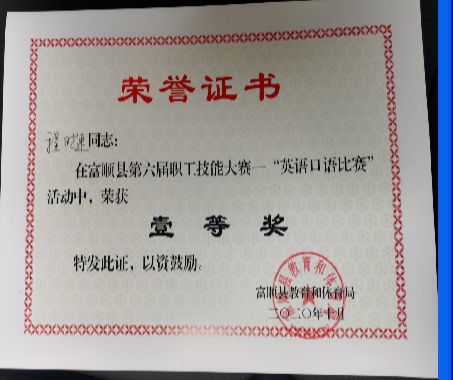 荣誉证书
程 同志:
在富顺县第六届职工技能大赛—“英语口语比赛”
活动中, 荣获
壹等奖
特发此证, 以资鼓励。
富顺县教育和体育局
二〇二〇年十月